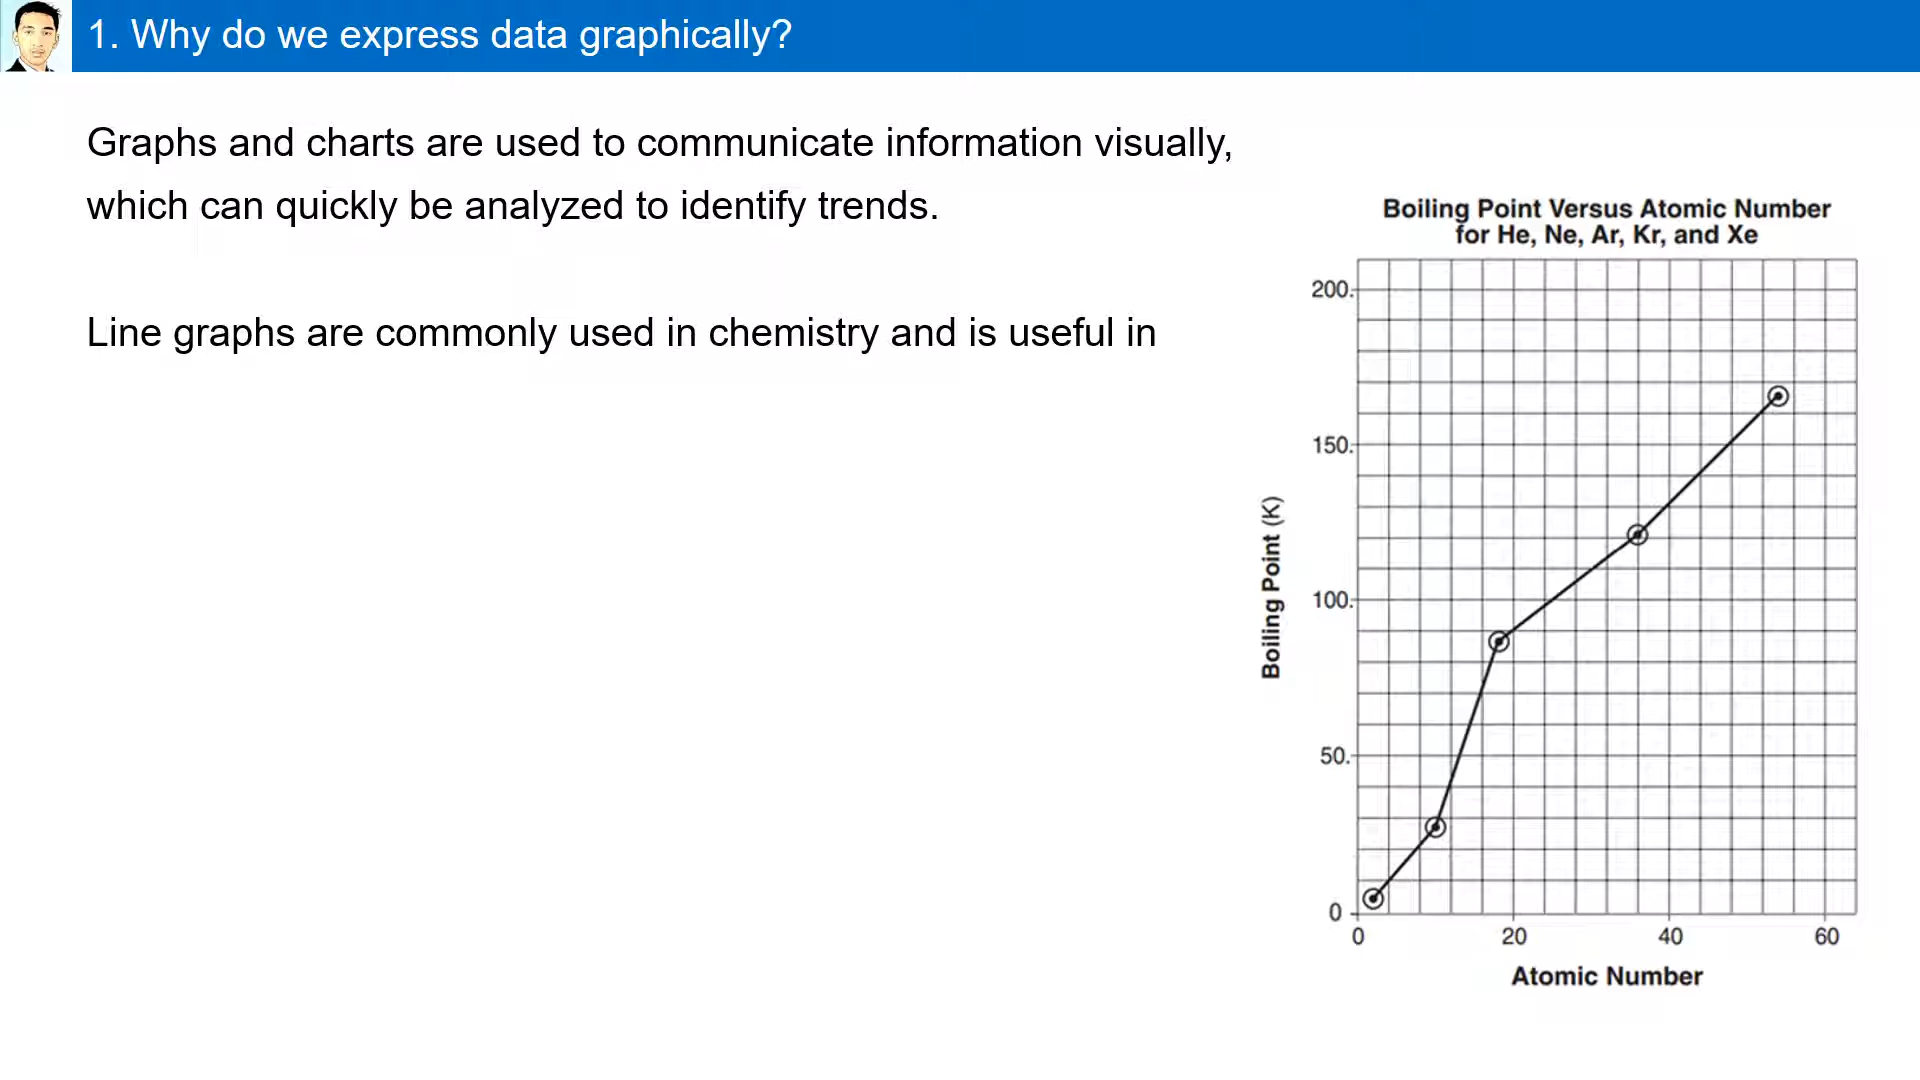 1. Why do we express data graphically?
Graphs and charts are used to communicate information visually,
which can quickly be analyzed to identify trends.
Line graphs are commonly used in chemistry and is useful in
Boiling Point Versus Atomic Number
for He, Ne, Ar, Kr, and Xe
200.
150.
100.
50.
0
Boiling Point (K)
0 20 40 60
Atomic Number